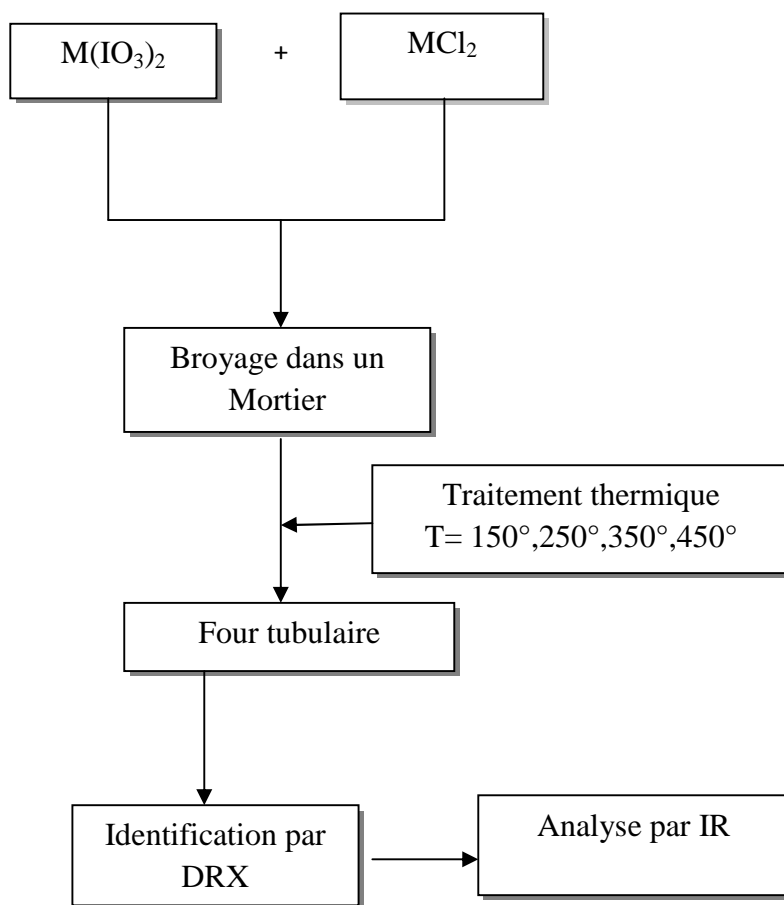 M(IO₃)₂ + MCl₂
Broyage dans un
Mortier
Traitement thermique
T= 150°,250°,350°,450°
Four tubulaire
Identification par
DRX
Analyse par IR